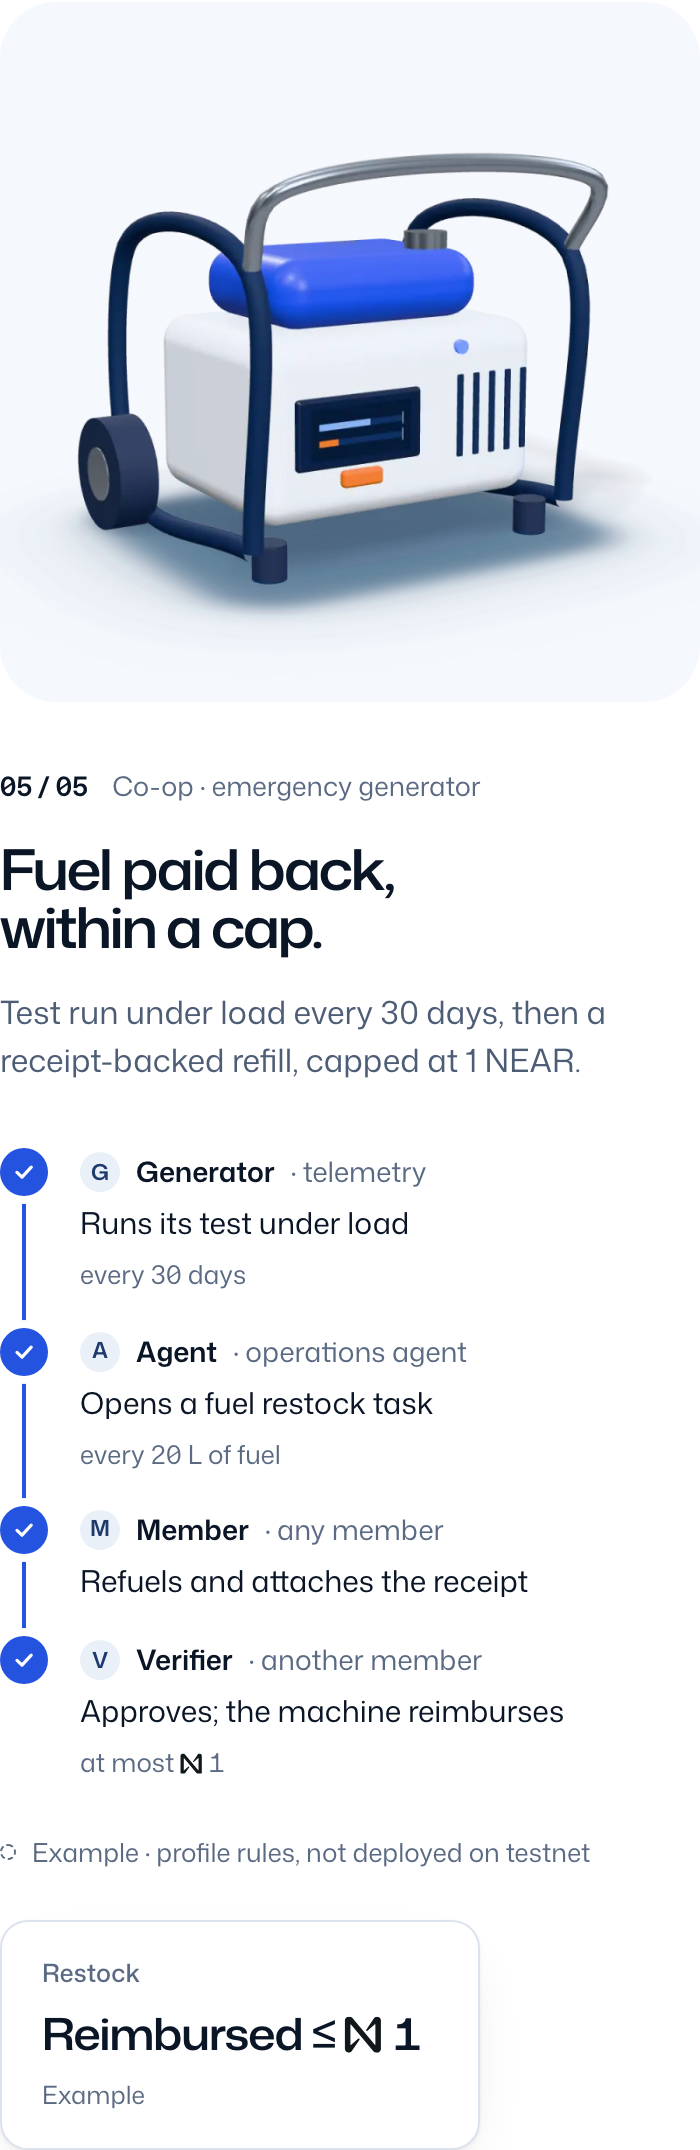 05 / 05 Co-op · emergency generator
Fuel paid back,
within a cap.
Test run under load every 30 days, then a
receipt-backed refill, capped at 1 NEAR.
G Generator · telemetry
Runs its test under load
every 30 days
A Agent · operations agent
Opens a fuel restock task
every 20 L of fuel
M Member · any member
Refuels and attaches the receipt
V Verifier · another member
Approves; the machine reimburses
at most N 1
Example · profile rules, not deployed on testnet
Restock
Reimbursed ≤ N 1
Example